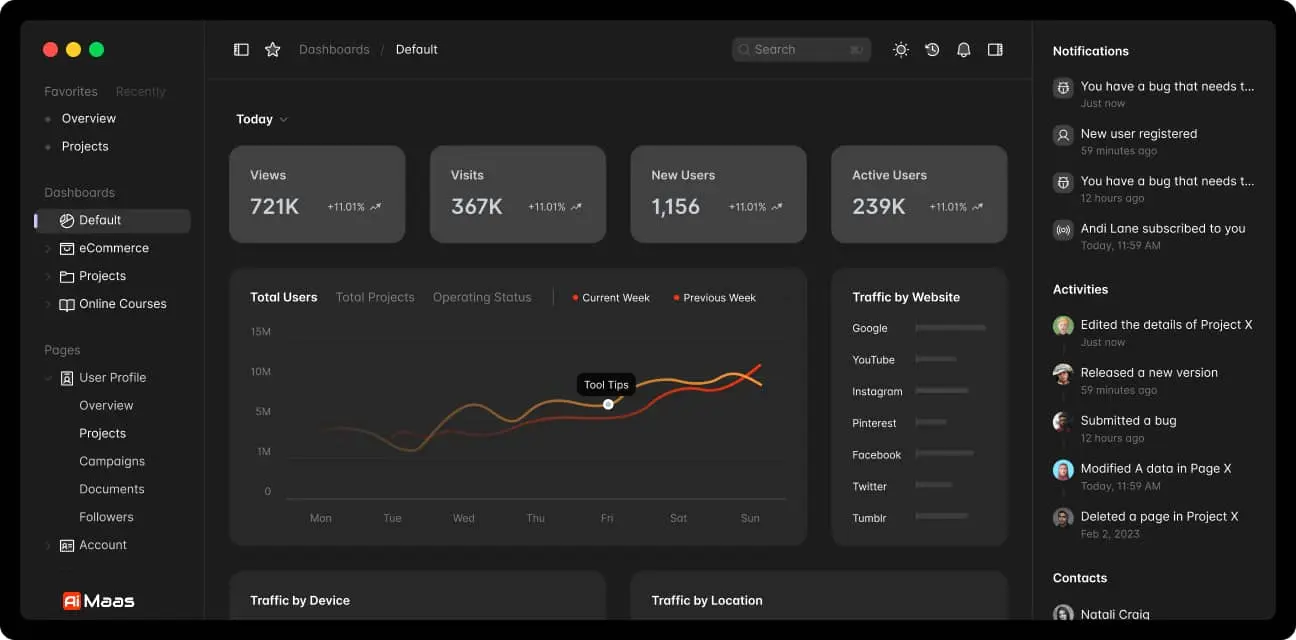 Favorites Recently
Overview
Projects
Dashboards
Default
eCommerce
Projects
Online Courses
Pages
User Profile
Overview
Projects
Campaigns
Documents
Followers
Account
Ai Maas
Dashboards / Default
Search
Today
Views
721K +11.01%
Visits
367K +11.01%
New Users
1,156 +11.01%
Active Users
239K +11.01%
Total Users Total Projects Operating Status Current Week Previous Week
15M
10M
5M
1M
0
Tool Tips
Mon Tue Wed Thu Fri Sat Sun
Traffic by Website
Google
YouTube
Instagram
Pinterest
Facebook
Twitter
Tumblr
Traffic by Device
Traffic by Location
Notifications
You have a bug that needs t...
Just now
New user registered
59 minutes ago
You have a bug that needs t...
12 hours ago
Andi Lane subscribed to you
Today, 11:59 AM
Activities
Edited the details of Project X
Just now
Released a new version
59 minutes ago
Submitted a bug
12 hours ago
Modified A data in Page X
Today, 11:59 AM
Deleted a page in Project X
Feb 2, 2023
Contacts
Natali Craig